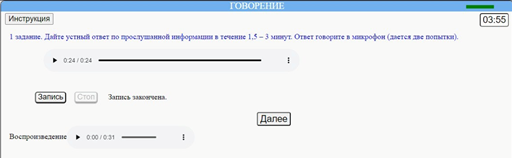 ГОВОРЕНИЕ
Инструкция
03:55
1 задание. Дайте устный ответ по прослушанной информации в течение 1,5 – 3 минут. Ответ говорите в микрофон (дается две попытки).
0:24 / 0:24
Запись Стоп Запись закончена.
Далее
Воспроизведение 0:00 / 0:31